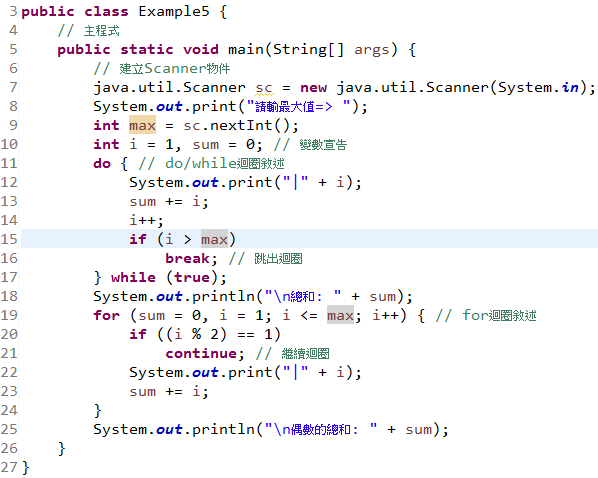 3 public class Example5 {
4     // 主程式
5     public static void main(String[] args) {
6         // 建立Scanner物件
7         java.util.Scanner sc = new java.util.Scanner(System.in);
8         System.out.print("請輸最大值=> ");
9         int max = sc.nextInt();
10         int i = 1, sum = 0; // 變數宣告
11         do { // do/while迴圈敘述
12             System.out.print("|" + i);
13             sum += i;
14             i++;
15             if (i > max)
16                 break; // 跳出迴圈
17         } while (true);
18         System.out.println("\n總和: " + sum);
19         for (sum = 0, i = 1; i <= max; i++) { // for迴圈敘述
20             if ((i % 2) == 1)
21                 continue; // 繼續迴圈
22             System.out.print("|" + i);
23             sum += i;
24         }
25         System.out.println("\n偶數的總和: " + sum);
26     }
27 }